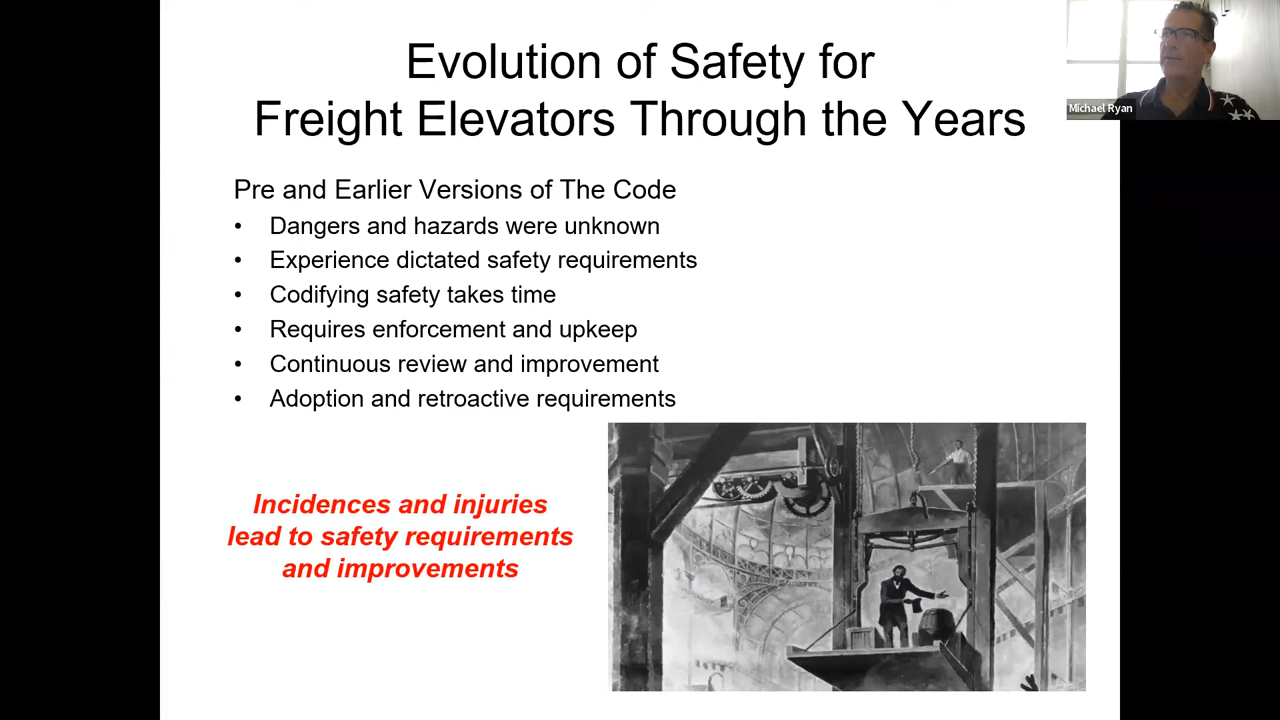 Evolution of Safety for
Freight Elevators Through the Years
Michael Ryan
Pre and Earlier Versions of The Code
• Dangers and hazards were unknown
• Experience dictated safety requirements
• Codifying safety takes time
• Requires enforcement and upkeep
• Continuous review and improvement
• Adoption and retroactive requirements
Incidences and injuries
lead to safety requirements
and improvements